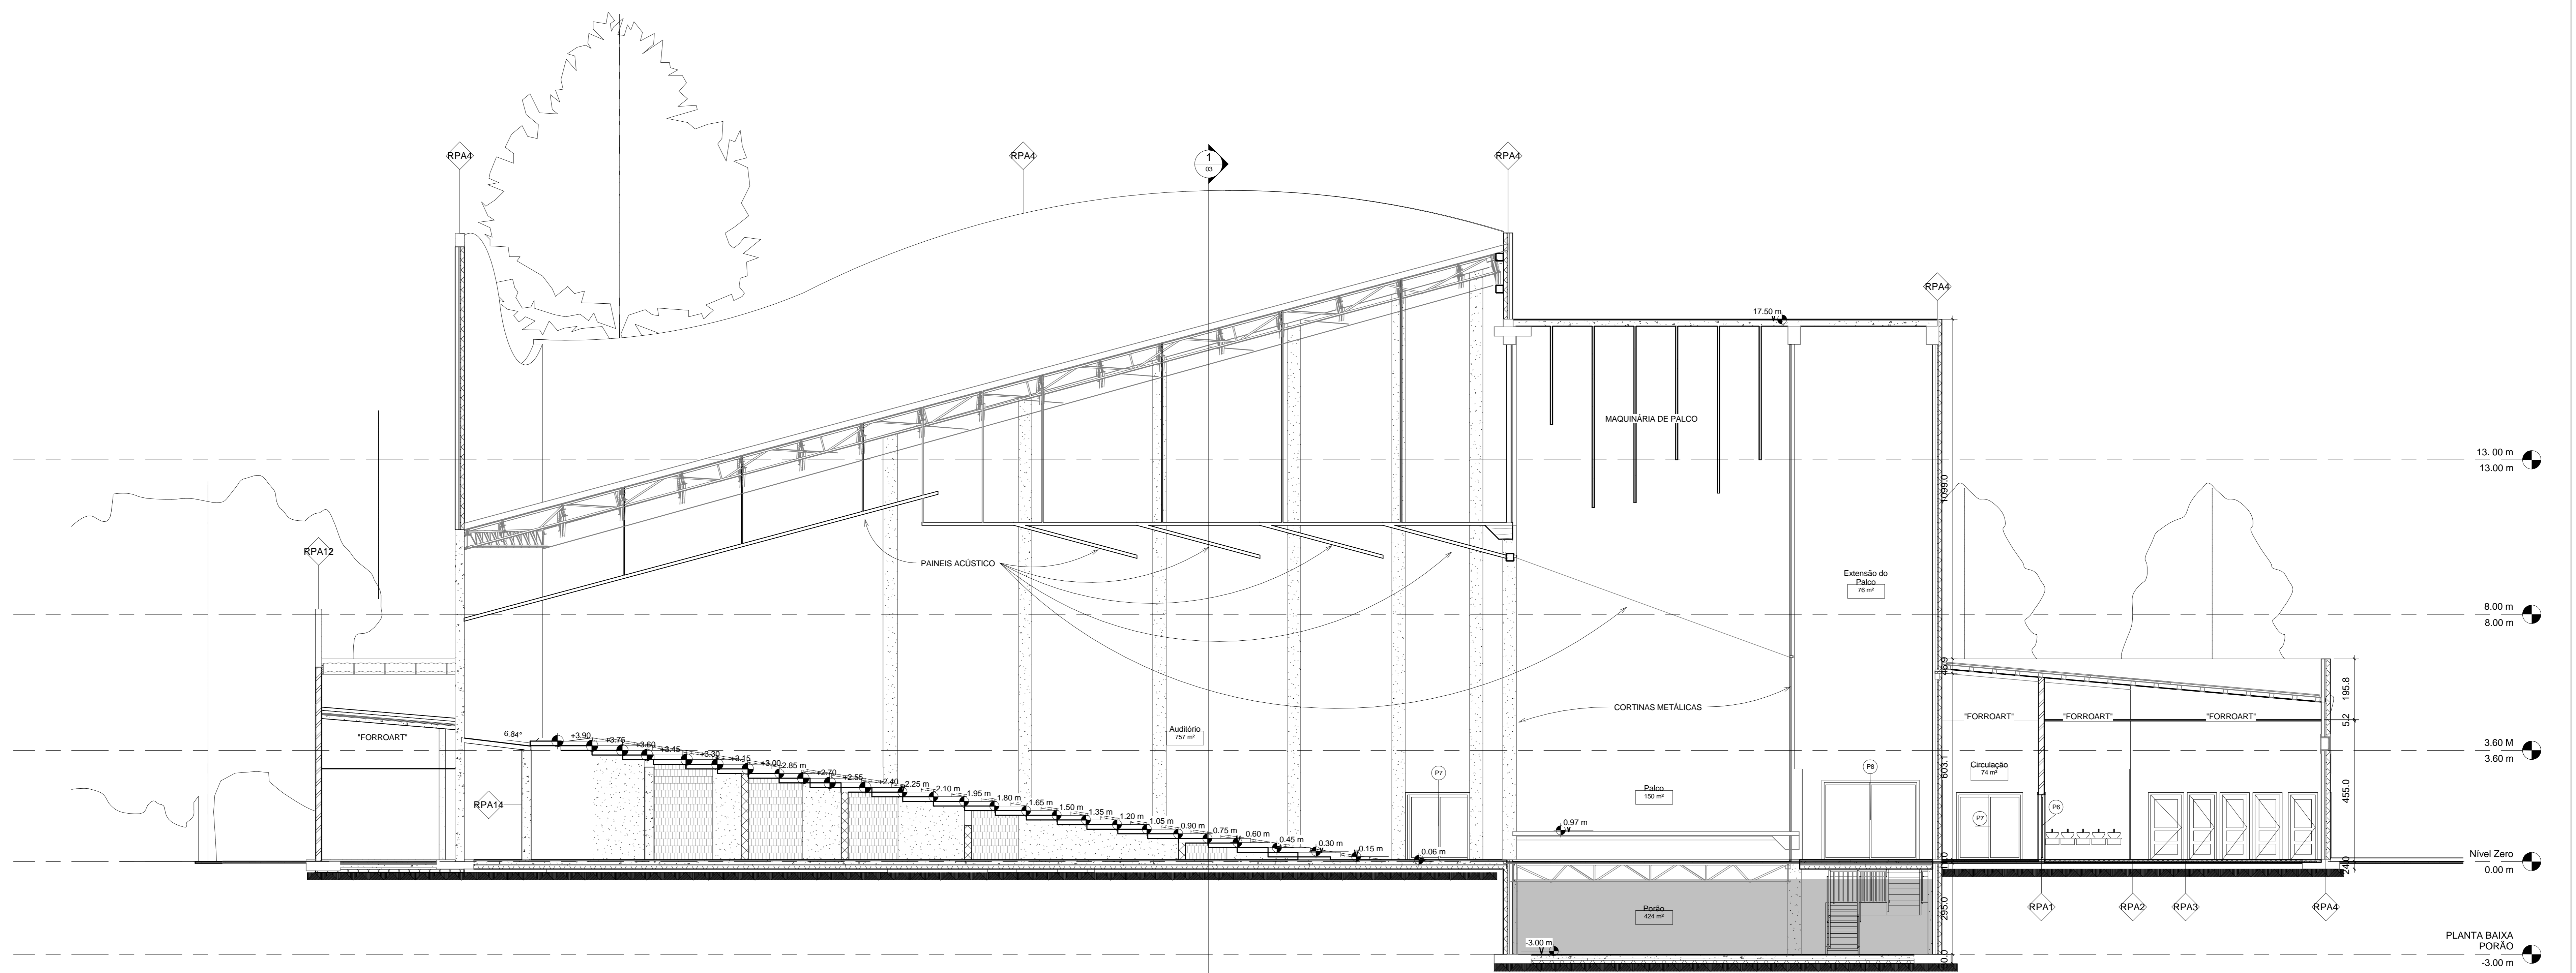 RPA4
RPA4
1
03
RPA4
RPA4
17.50 m
MAQUINÁRIA DE PALCO
13. 00 m
13.00 m
1099.0
RPA12
PAINEIS ACÚSTICO
Extensão do
Palco
76 m²
8.00 m
8.00 m
46.9
195.8
CORTINAS METÁLICAS
"FORROART"
"FORROART"
"FORROART"
5.2
"FORROART"
6.84°
Auditório
757 m²
+3.90
+3.75
+3.60
+3.45
+3.30
+3.15
+3.00
2.85 m
+2.70
+2.55
+2.40
2.25 m
2.10 m
1.95 m
1.80 m
1.65 m
1.50 m
1.35 m
1.20 m
1.05 m
0.90 m
0.75 m
0.60 m
0.45 m
0.30 m
0.15 m
0.06 m
3.60 M
3.60 m
603.1
Circulação
74 m²
P7
P8
Palco
150 m²
455.0
RPA14
P7
P6
0.97 m
Nível Zero
0.00 m
24.0
Porão
424 m²
295.0
RPA1
RPA2
RPA3
RPA4
-3.00 m
PLANTA BAIXA
PORÃO
-3.00 m